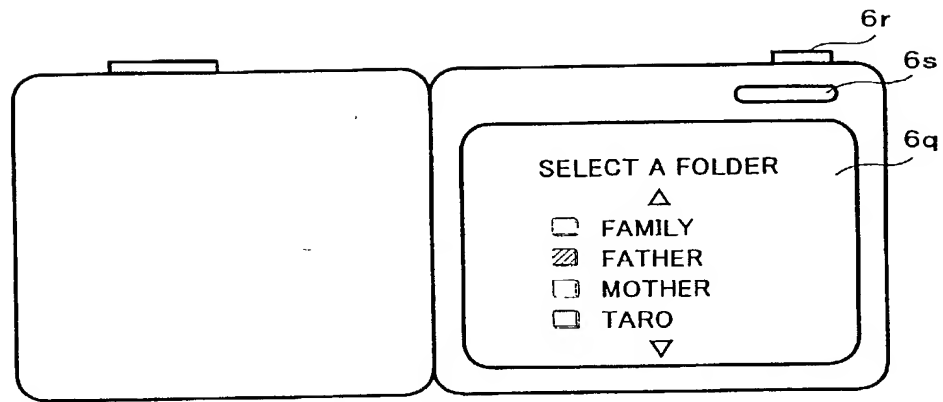 6r
6s
6q
SELECT A FOLDER
FAMILY
FATHER
MOTHER
TARO